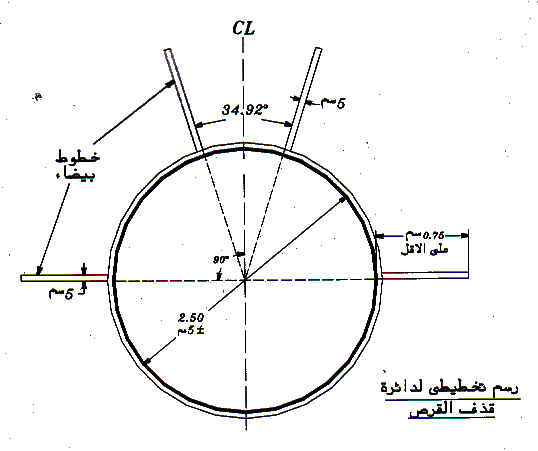 CL
34.92°
5سم
خطوط
بيضاء
0.75سم
على الاقل
90°
5سم
2.50
±5م
رسم تخطيطى لدائرة
قذف القرص